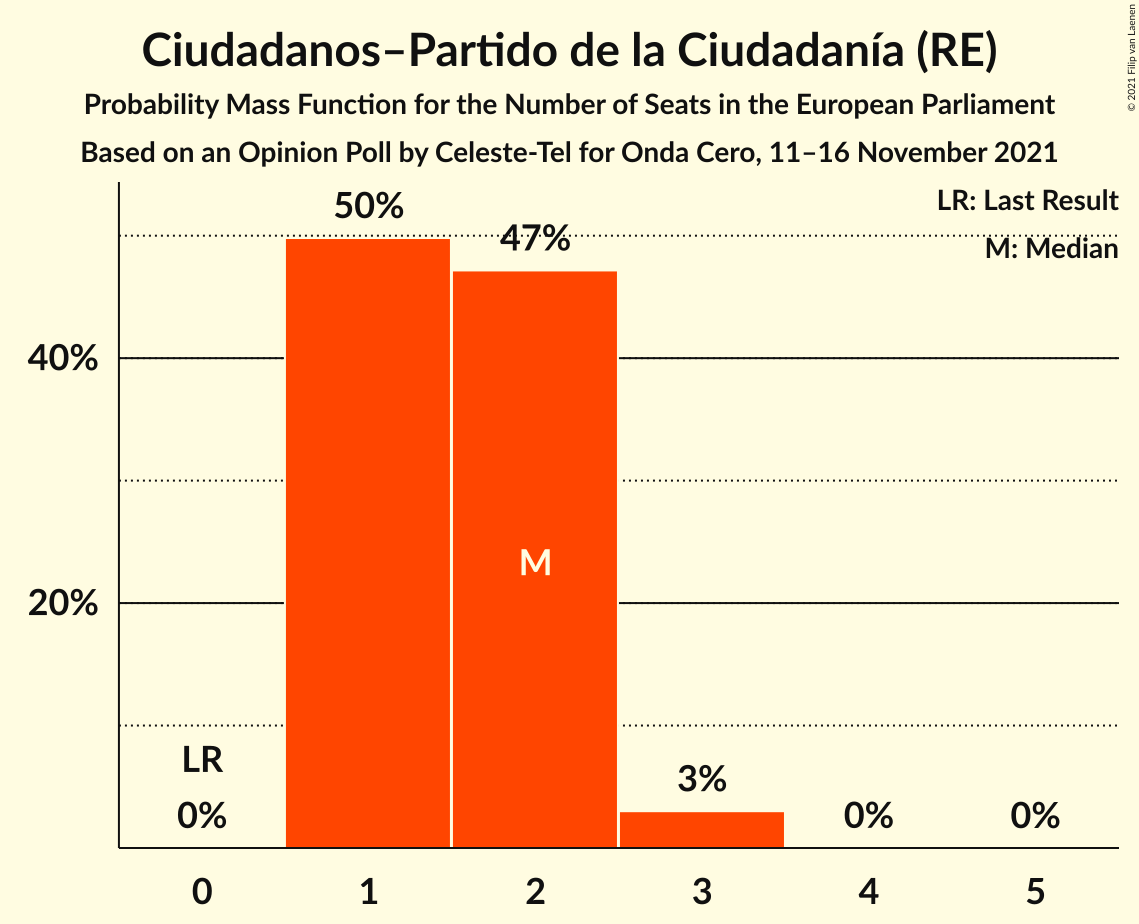 Ciudadanos–Partido de la Ciudadanía (RE)
Probability Mass Function for the Number of Seats in the European Parliament
Based on an Opinion Poll by Celeste-Tel for Onda Cero, 11–16 November 2021
© 2021 Filip van Laenen
LR: Last Result
M: Median
50%
47%
40%
M
20%
LR
0%
3%
0%
0%
0 1 2 3 4 5